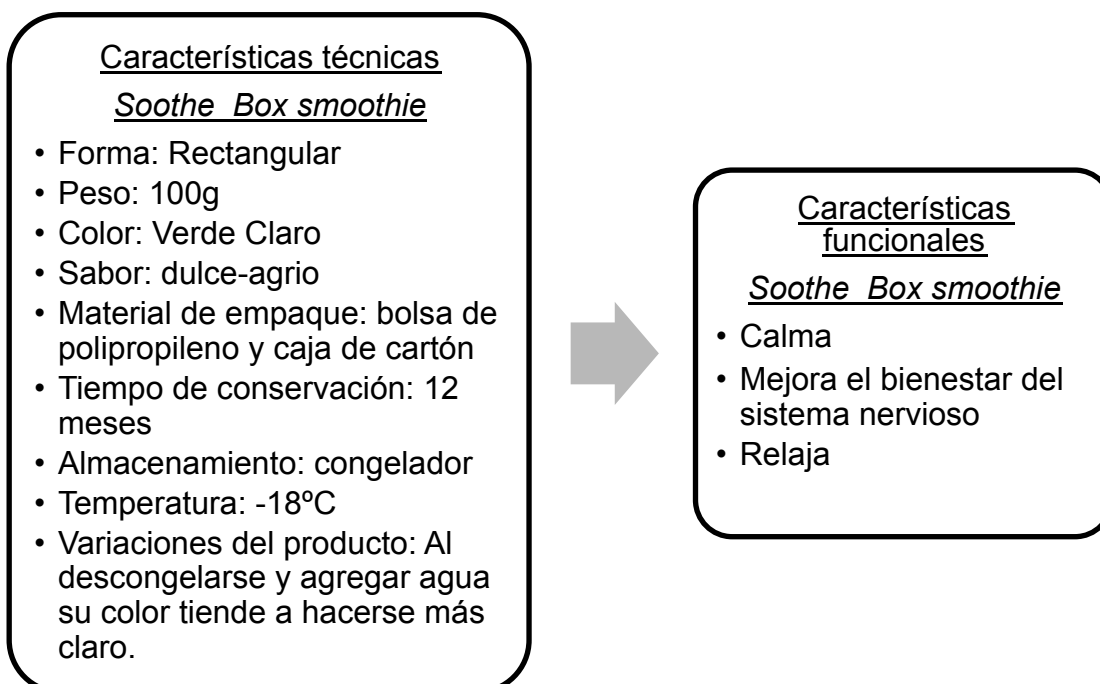 Características técnicas
Soothe Box smoothie
• Forma: Rectangular
• Peso: 100g
• Color: Verde Claro
• Sabor: dulce-agrio
• Material de empaque: bolsa de
polipropileno y caja de cartón
• Tiempo de conservación: 12
meses
• Almacenamiento: congelador
• Temperatura: -18ºC
• Variaciones del producto: Al
descongelarse y agregar agua
su color tiende a hacerse más
claro.
Características
funcionales
Soothe Box smoothie
• Calma
• Mejora el bienestar del
sistema nervioso
• Relaja